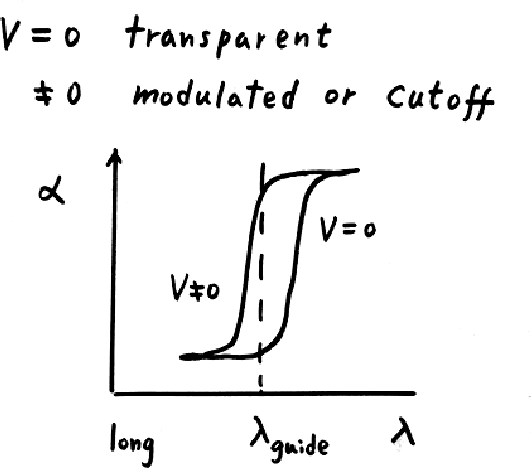 V = 0 transparent
≠ 0 modulated or cutoff
α
V = 0
V ≠ 0
long λguide λ